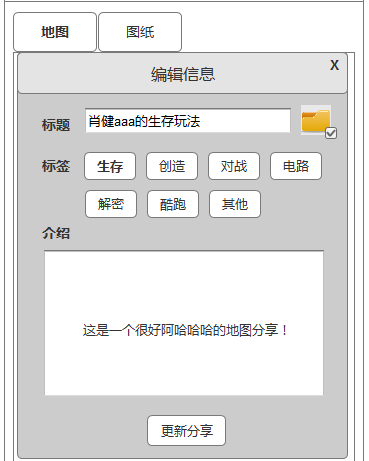 地图 图纸
编辑信息 X
标题 肖健aaa的生存玩法
标签 生存 创造 对战 电路
解密 酷跑 其他
介绍
这是一个很好阿哈哈哈的地图分享！
更新分享